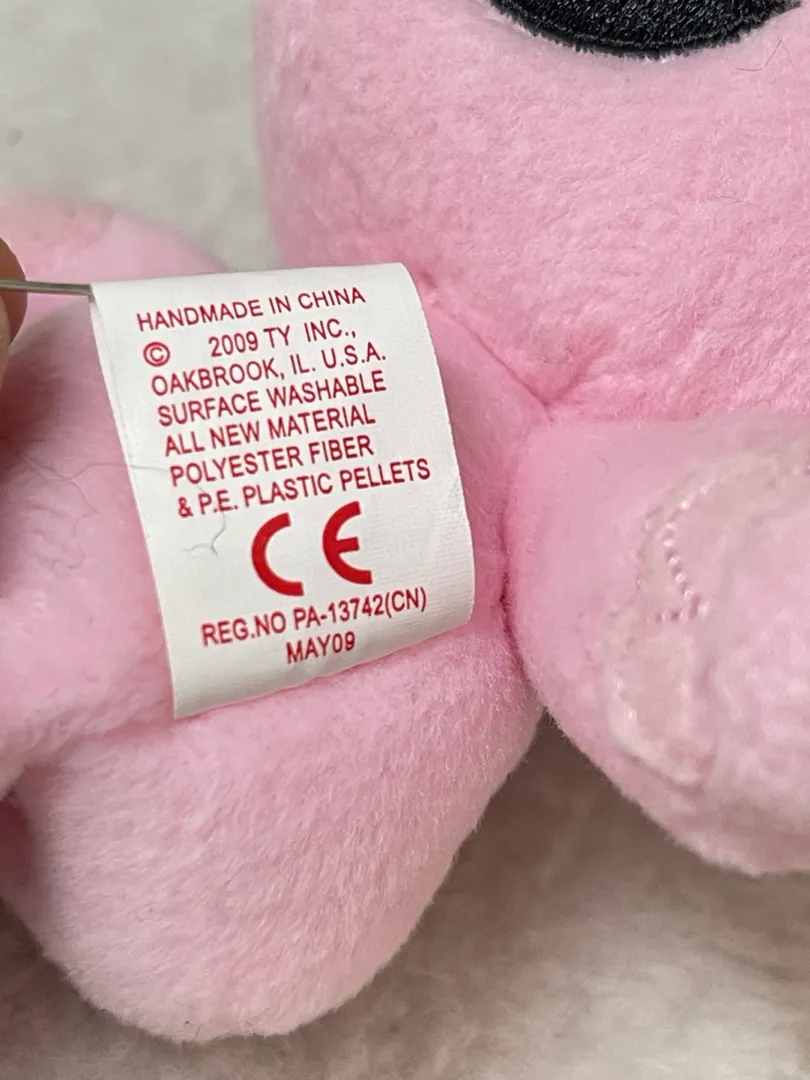 HANDMADE IN CHINA
© 2009 TY INC.,
OAKBROOK, IL. U.S.A.
SURFACE WASHABLE
ALL NEW MATERIAL
POLYESTER FIBER
& P.E. PLASTIC PELLETS
CE
REG.NO PA-13742(CN)
MAY09